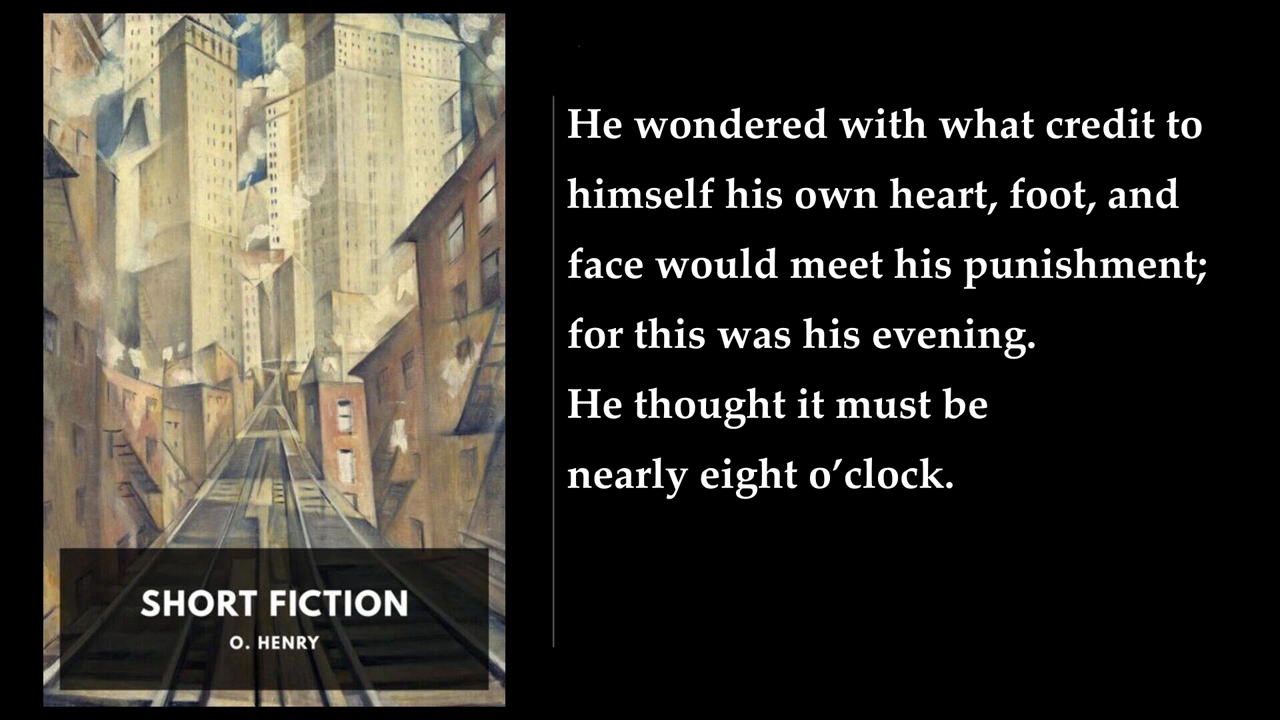 SHORT FICTION
O. HENRY
He wondered with what credit to
himself his own heart, foot, and
face would meet his punishment;
for this was his evening.
He thought it must be
nearly eight o’clock.